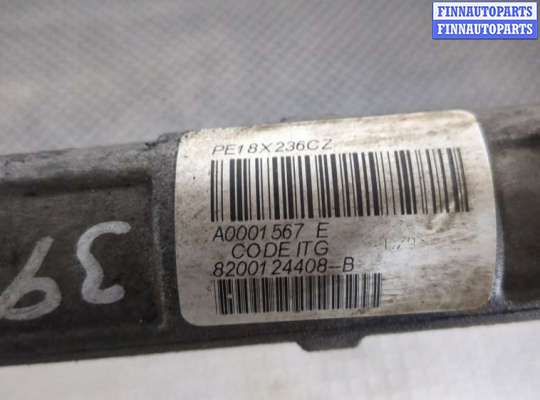 FINNAUTOPARTS
FINNAUTOPARTS
PE18X236CZ
A0001567 E
CODE ITG
8200124408-B
39